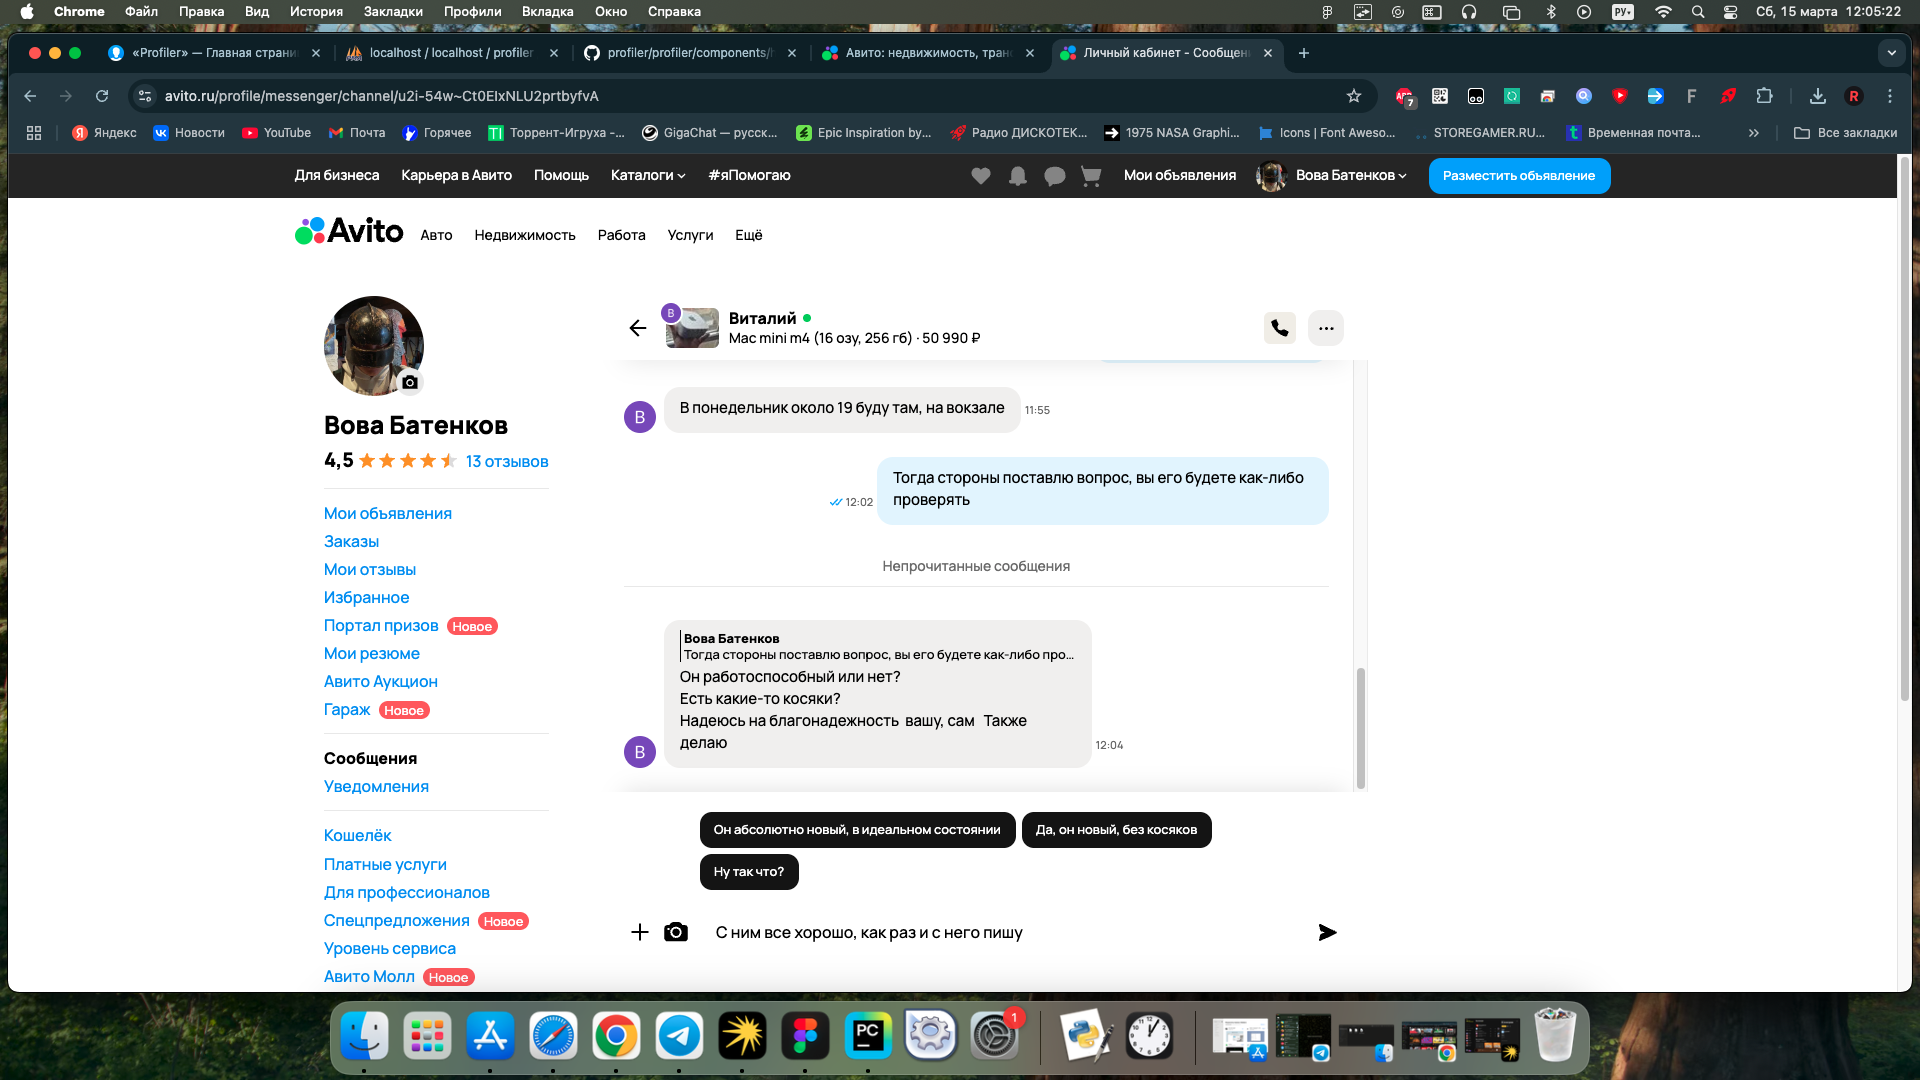 Chrome Файл Правка Вид История Закладки Профили Вкладка Окно Справка РУ Сб, 15 марта 12:05:22
«Profiler» — Главная страни
localhost / localhost / profiler
profiler/profiler/components/
Авито: недвижимость, тран
Личный кабинет - Сообщен
avito.ru/profile/messenger/channel/u2i-54w~Ct0EIxNLU2prtbyfvA
7
R
Яндекс Новости YouTube Почта Горячее Торрент-Игруха -... GigaChat — русск... Epic Inspiration by... Радио ДИСКОТЕК... 1975 NASA Graphi... Icons | Font Aweso... STOREGAMER.RU... Временная почта... » Все закладки
Для бизнеса Карьера в Авито Помощь Каталоги #яПомогаю Мои объявления Вова Батенков Разместить объявление
Avito Авто Недвижимость Работа Услуги Ещё
Вова Батенков
4,5 13 отзывов
Мои объявления
Заказы
Мои отзывы
Избранное
Портал призов Новое
Мои резюме
Авито Аукцион
Гараж Новое
Сообщения
Уведомления
Кошелёк
Платные услуги
Для профессионалов
Спецпредложения Новое
Уровень сервиса
Авито Молл Новое
В
Виталий
Mac mini m4 (16 озу, 256 гб) · 50 990 ₽
В
В понедельник около 19 буду там, на вокзале 11:55
Тогда стороны поставлю вопрос, вы его будете как-либо
проверять
12:02
Непрочитанные сообщения
Вова Батенков
Тогда стороны поставлю вопрос, вы его будете как-либо про...
Он работоспособный или нет?
Есть какие-то косяки?
Надеюсь на благонадежность вашу, сам Также
делаю
В
12:04
Он абсолютно новый, в идеальном состоянии
Да, он новый, без косяков
Ну так что?
С ним все хорошо, как раз и с него пишу
PC
1